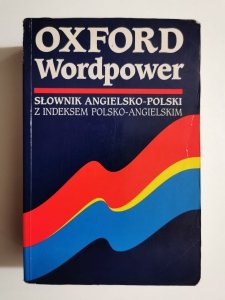 OXFORD
Wordpower
SŁOWNIK ANGIELSKO-POLSKI
Z INDEKSEM POLSKO-ANGIELSKIM